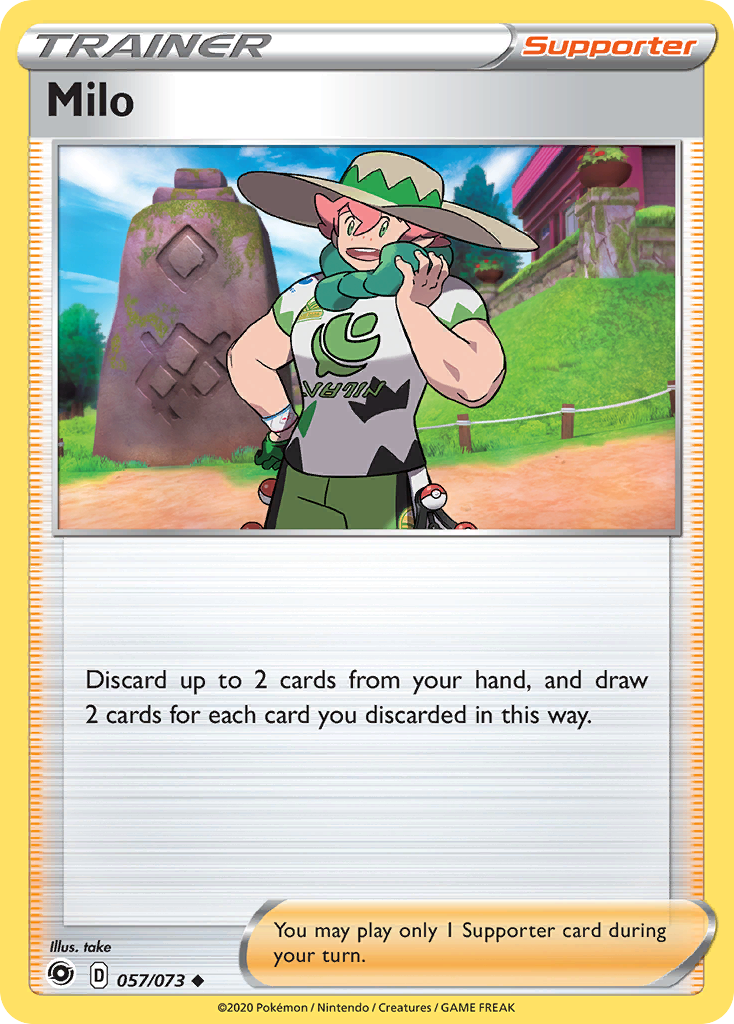 TRAINER
Supporter
Milo
Discard up to 2 cards from your hand, and draw
2 cards for each card you discarded in this way.
You may play only 1 Supporter card during
your turn.
Illus. take
D 057/073
©2020 Pokémon / Nintendo / Creatures / GAME FREAK